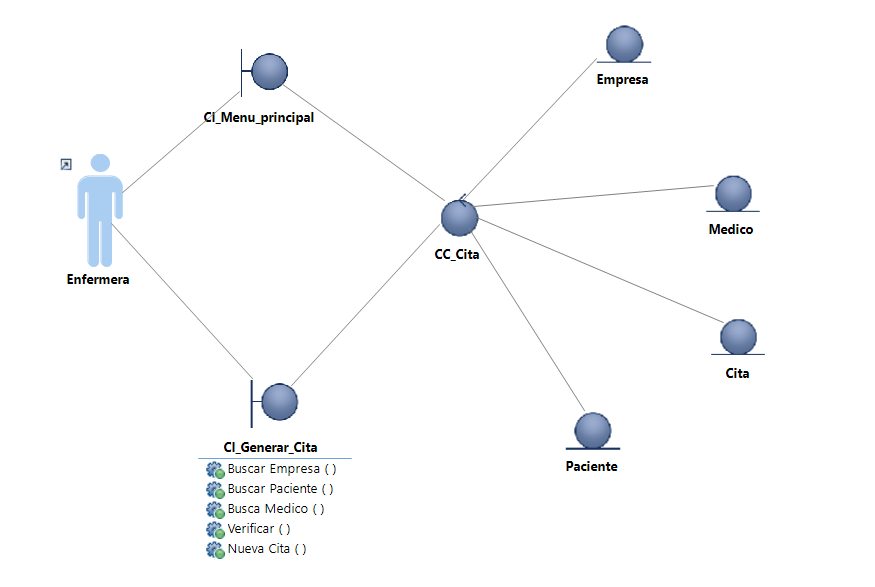 Empresa
CI_Menu_principal
Medico
CC_Cita
Enfermera
Cita
CI_Generar_Cita
Paciente
Buscar Empresa ( )
Buscar Paciente ( )
Busca Medico ( )
Verificar ( )
Nueva Cita ( )